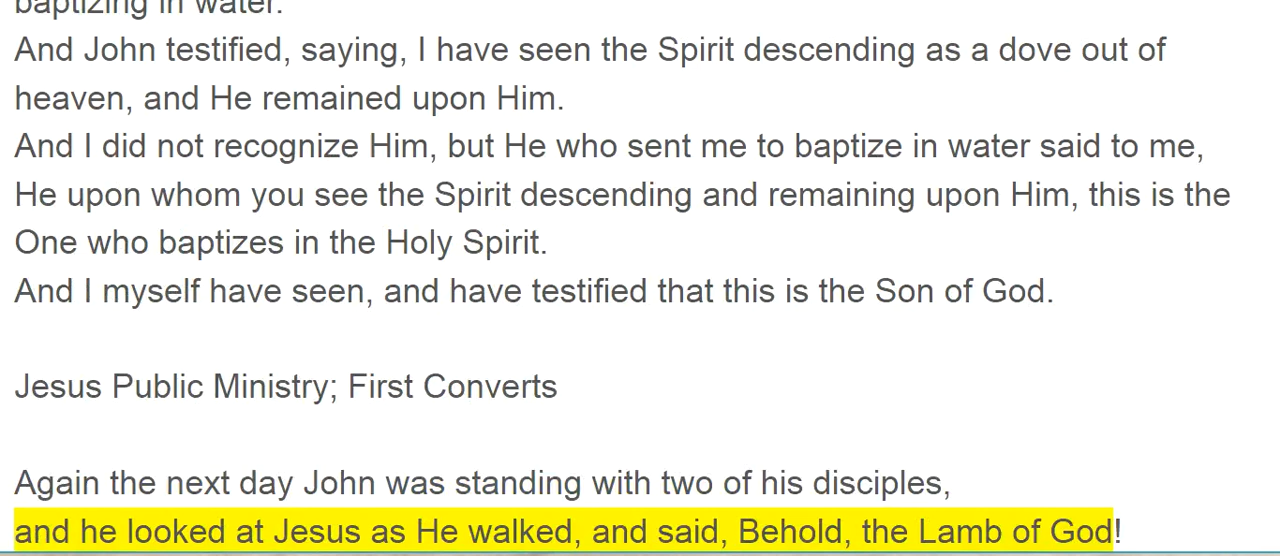 baptizing in water.
And John testified, saying, I have seen the Spirit descending as a dove out of
heaven, and He remained upon Him.
And I did not recognize Him, but He who sent me to baptize in water said to me,
He upon whom you see the Spirit descending and remaining upon Him, this is the
One who baptizes in the Holy Spirit.
And I myself have seen, and have testified that this is the Son of God.
Jesus Public Ministry; First Converts
Again the next day John was standing with two of his disciples,
and he looked at Jesus as He walked, and said, Behold, the Lamb of God!